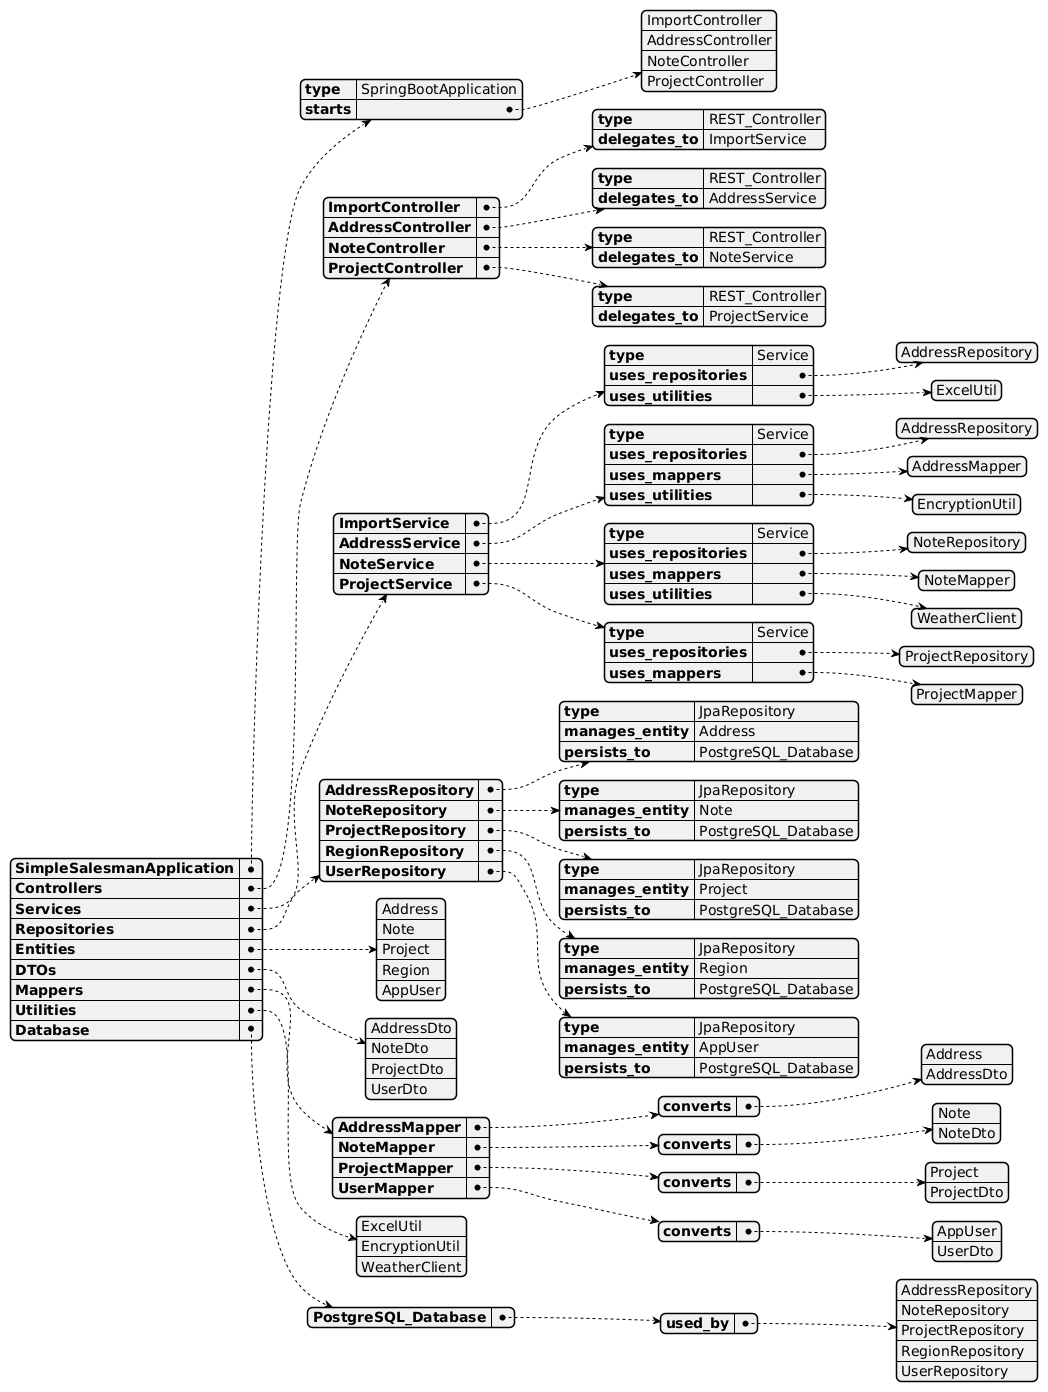 SimpleSalesmanApplication
Controllers
Services
Repositories
Entities
DTOs
Mappers
Utilities
Database
type SpringBootApplication
starts
ImportController
AddressController
NoteController
ProjectController
ImportController
AddressController
NoteController
ProjectController
type REST_Controller
delegates_to ImportService
type REST_Controller
delegates_to AddressService
type REST_Controller
delegates_to NoteService
type REST_Controller
delegates_to ProjectService
ImportService
AddressService
NoteService
ProjectService
type Service
uses_repositories
uses_utilities
AddressRepository
ExcelUtil
type Service
uses_repositories
uses_mappers
uses_utilities
AddressRepository
AddressMapper
EncryptionUtil
type Service
uses_repositories
uses_mappers
uses_utilities
NoteRepository
NoteMapper
WeatherClient
type Service
uses_repositories
uses_mappers
ProjectRepository
ProjectMapper
AddressRepository
NoteRepository
ProjectRepository
RegionRepository
UserRepository
type JpaRepository
manages_entity Address
persists_to PostgreSQL_Database
type JpaRepository
manages_entity Note
persists_to PostgreSQL_Database
type JpaRepository
manages_entity Project
persists_to PostgreSQL_Database
type JpaRepository
manages_entity Region
persists_to PostgreSQL_Database
type JpaRepository
manages_entity AppUser
persists_to PostgreSQL_Database
Address
Note
Project
Region
AppUser
AddressDto
NoteDto
ProjectDto
UserDto
AddressMapper
NoteMapper
ProjectMapper
UserMapper
converts
Address
AddressDto
converts
Note
NoteDto
converts
Project
ProjectDto
converts
AppUser
UserDto
ExcelUtil
EncryptionUtil
WeatherClient
PostgreSQL_Database
used_by
AddressRepository
NoteRepository
ProjectRepository
RegionRepository
UserRepository